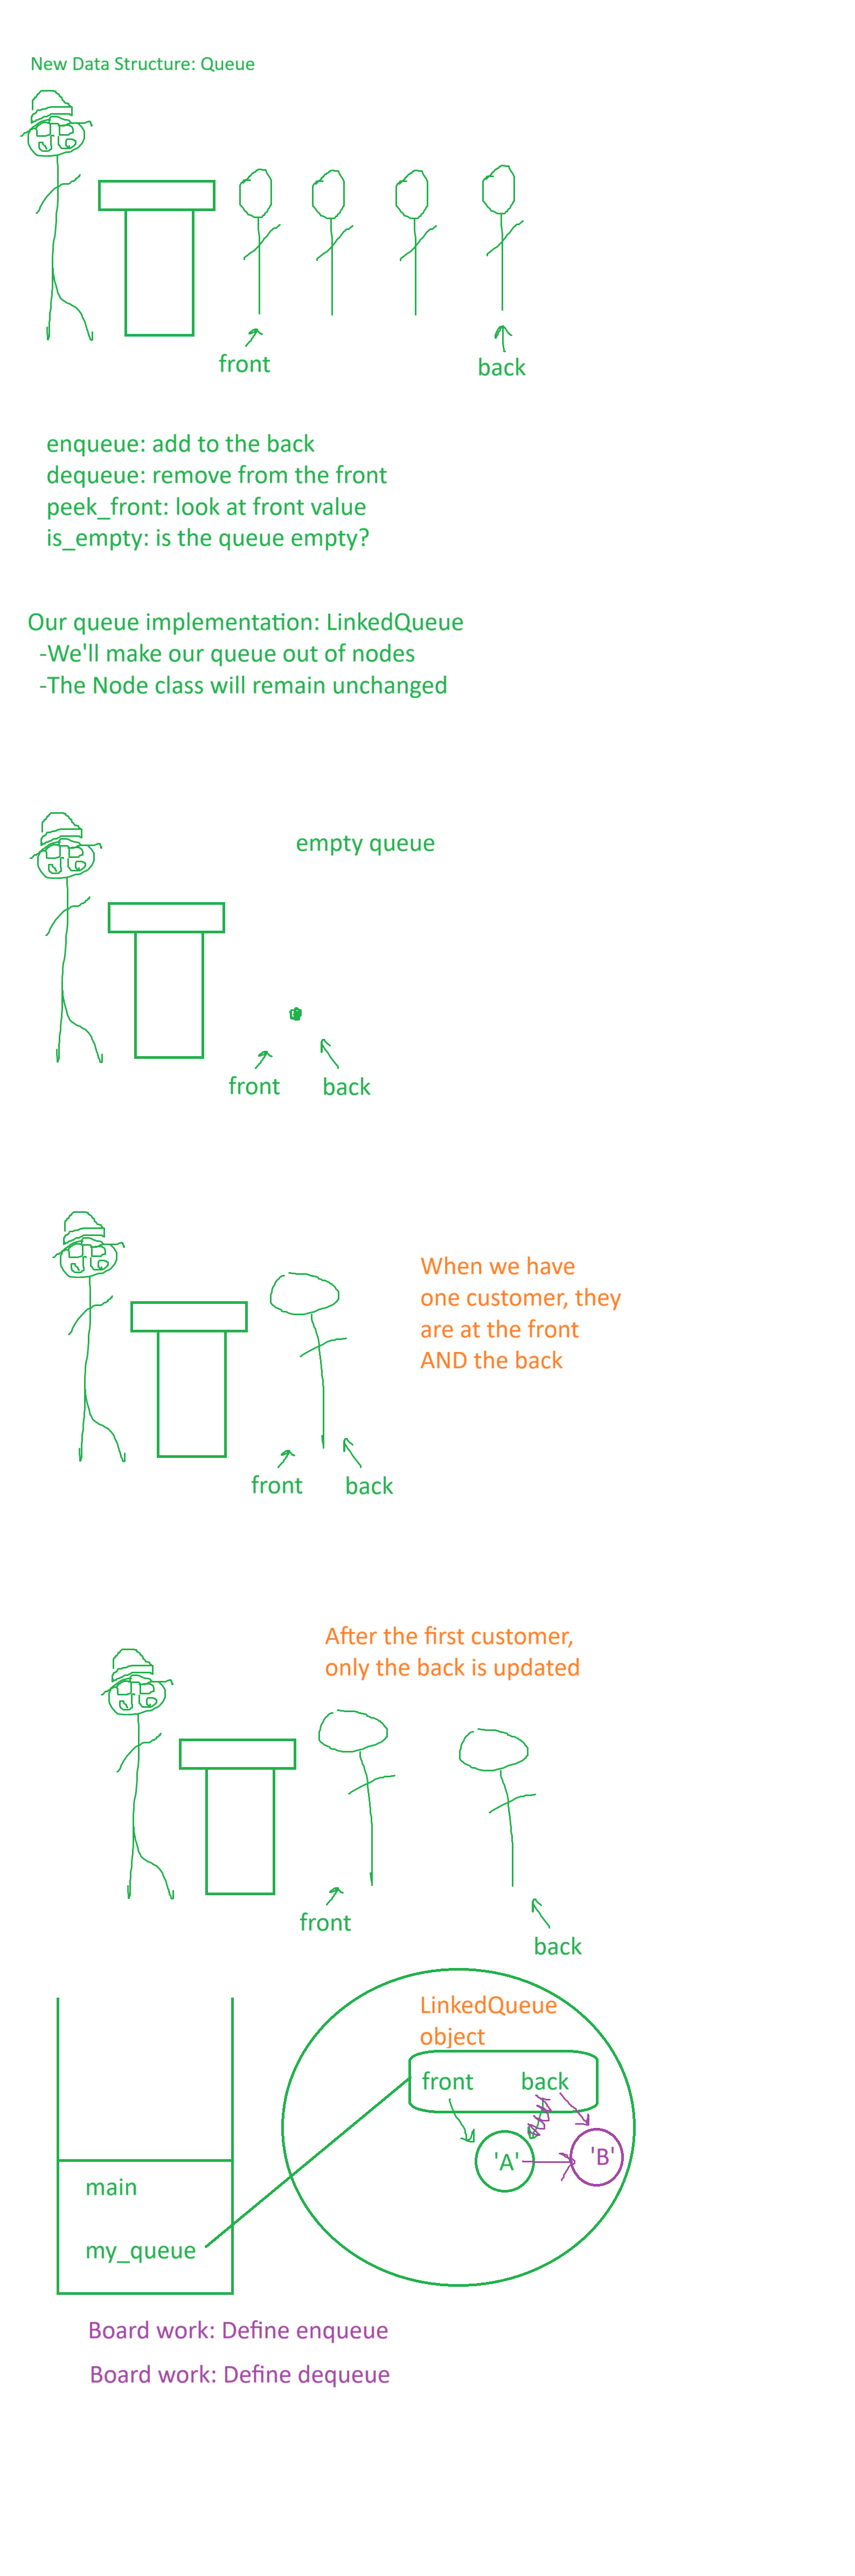 New Data Structure: Queue
front
back
enqueue: add to the back
dequeue: remove from the front
peek_front: look at front value
is_empty: is the queue empty?
Our queue implementation: LinkedQueue
-We'll make our queue out of nodes
-The Node class will remain unchanged
empty queue
front
back
When we have
one customer, they
are at the front
AND the back
front
back
After the first customer,
only the back is updated
front
back
LinkedQueue
object
front
back
'A'
'B'
main
my_queue
Board work: Define enqueue
Board work: Define dequeue